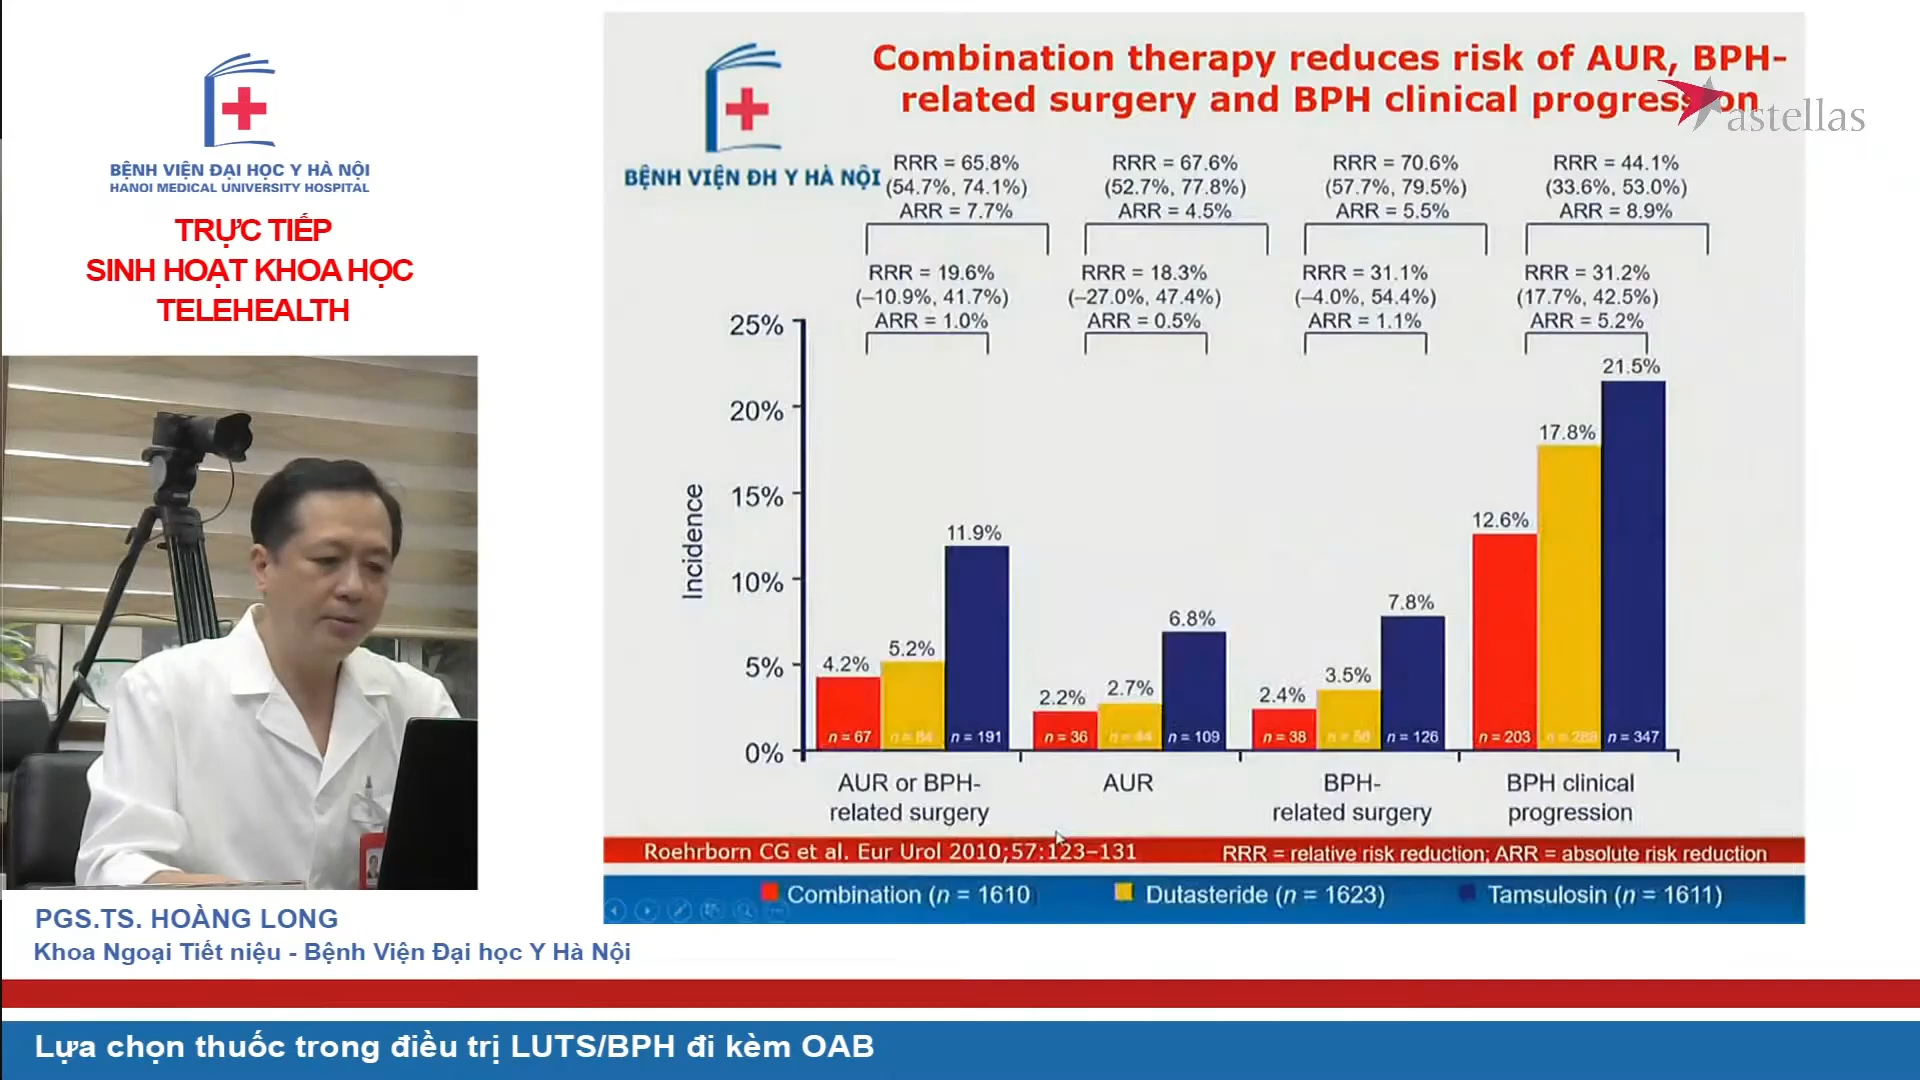 BỆNH VIỆN ĐẠI HỌC Y HÀ NỘI
HANOI MEDICAL UNIVERSITY HOSPITAL
TRỰC TIẾP
SINH HOẠT KHOA HỌC
TELEHEALTH
PGS.TS. HOÀNG LONG
Khoa Ngoại Tiết niệu - Bệnh Viện Đại học Y Hà Nội
Combination therapy reduces risk of AUR, BPH-
related surgery and BPH clinical progression
astellas
BỆNH VIỆN ĐH Y HÀ NỘI
RRR = 65.8% RRR = 67.6% RRR = 70.6% RRR = 44.1%
(54.7%, 74.1%) (52.7%, 77.8%) (57.7%, 79.5%) (33.6%, 53.0%)
ARR = 7.7% ARR = 4.5% ARR = 5.5% ARR = 8.9%
RRR = 19.6% RRR = 18.3% RRR = 31.1% RRR = 31.2%
(–10.9%, 41.7%) (–27.0%, 47.4%) (–4.0%, 54.4%) (17.7%, 42.5%)
ARR = 1.0% ARR = 0.5% ARR = 1.1% ARR = 5.2%
Incidence
25%
20%
15%
10%
5%
0%
4.2% 5.2% 11.9% 2.2% 2.7% 6.8% 2.4% 3.5% 7.8% 12.6% 17.8% 21.5%
n = 67 n = 84 n = 191 n = 36 n = n = 109 n = 38 n = n = 126 n = 203 n = n = 347
AUR or BPH- AUR BPH- BPH clinical
related surgery related surgery progression
Roehrborn CG et al. Eur Urol 2010;57:123–131 RRR = relative risk reduction; ARR = absolute risk reduction
Combination (n = 1610) Dutasteride (n = 1623) Tamsulosin (n = 1611)
Lựa chọn thuốc trong điều trị LUTS/BPH đi kèm OAB